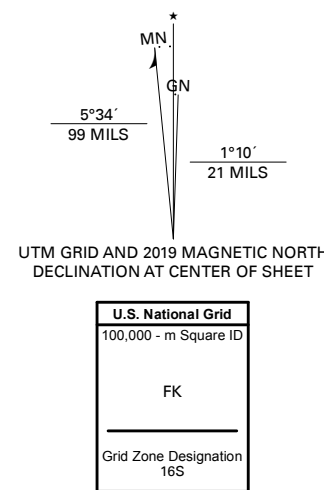 ★
MN
GN
5°34´
99 MILS
1°10´
21 MILS
UTM GRID AND 2019 MAGNETIC NORTH
DECLINATION AT CENTER OF SHEET
U.S. National Grid
100,000 - m Square ID
FK
Grid Zone Designation
16S